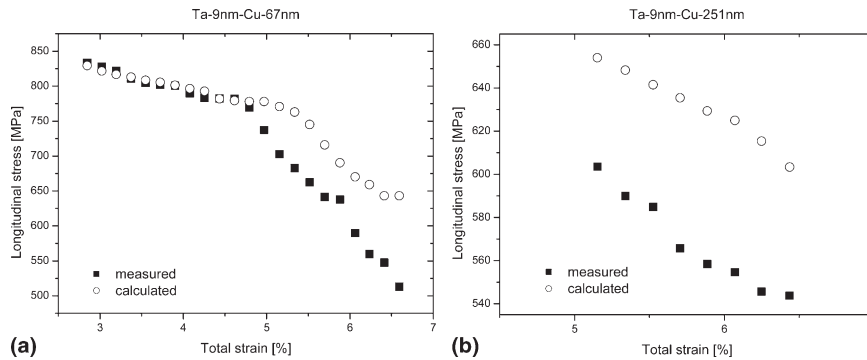 Ta-9nm-Cu-67nm
850
800
750
700
650
600
550
500
Longitudinal stress [MPa]
measured
calculated
3
4
5
6
7
Total strain [%]
(a)
Ta-9nm-Cu-251nm
660
640
620
600
580
560
540
Longitudinal stress [MPa]
measured
calculated
5
6
Total strain [%]
(b)